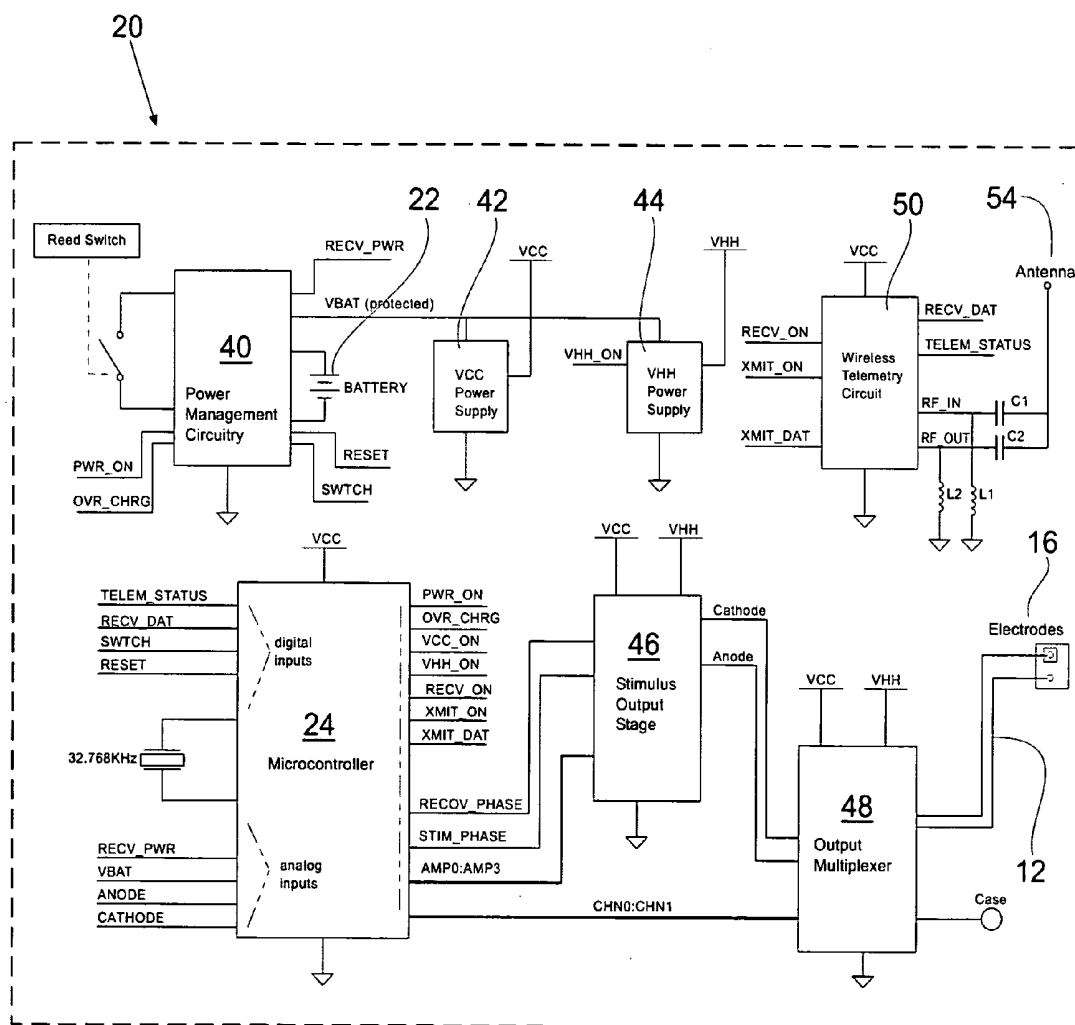 20
22
42
44
50
54
Reed Switch
RECV_PWR
VCC
VHH
VCC
Antenna
VBAT (protected)
40
Power
Management
Circuitry
BATTERY
PWR_ON
OVR_CHRG
RESET
SWTCH
VCC
Power
Supply
VHH_ON
VHH
Power
Supply
RECV_ON
XMIT_ON
XMIT_DAT
Wireless
Telemetry
Circuit
RECV_DAT
TELEM_STATUS
RF_IN
C1
RF_OUT
C2
L2
L1
VCC
TELEM_STATUS
RECV_DAT
SWTCH
RESET
digital
inputs
32.768KHz
24
Microcontroller
RECV_PWR
VBAT
ANODE
CATHODE
analog
inputs
PWR_ON
OVR_CHRG
VCC_ON
VHH_ON
RECV_ON
XMIT_ON
XMIT_DAT
RECOV_PHASE
STIM_PHASE
AMP0:AMP3
CHN0:CHN1
VCC
VHH
46
Stimulus
Output
Stage
Cathode
Anode
VCC
VHH
48
Output
Multiplexer
16
Electrodes
12
Case